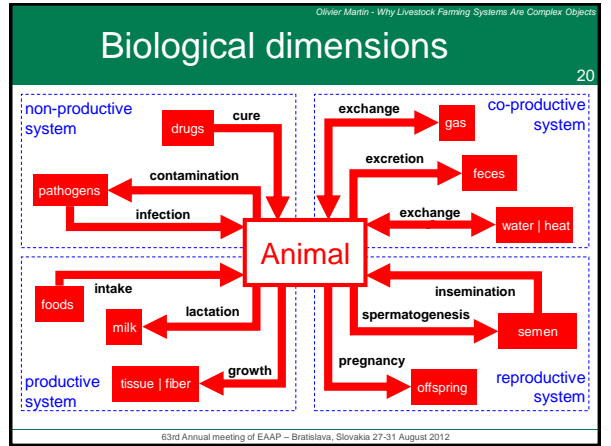 Olivier Martin - Why Livestock Farming Systems Are Complex Objects
Biological dimensions
20
non-productive
system
drugs
cure
pathogens
contamination
infection
co-productive
system
exchange
gas
excretion
feces
exchange
water | heat
Animal
foods
intake
milk
lactation
tissue | fiber
growth
productive
system
insemination
spermatogenesis
semen
pregnancy
offspring
reproductive
system
63rd Annual meeting of EAAP – Bratislava, Slovakia 27-31 August 2012